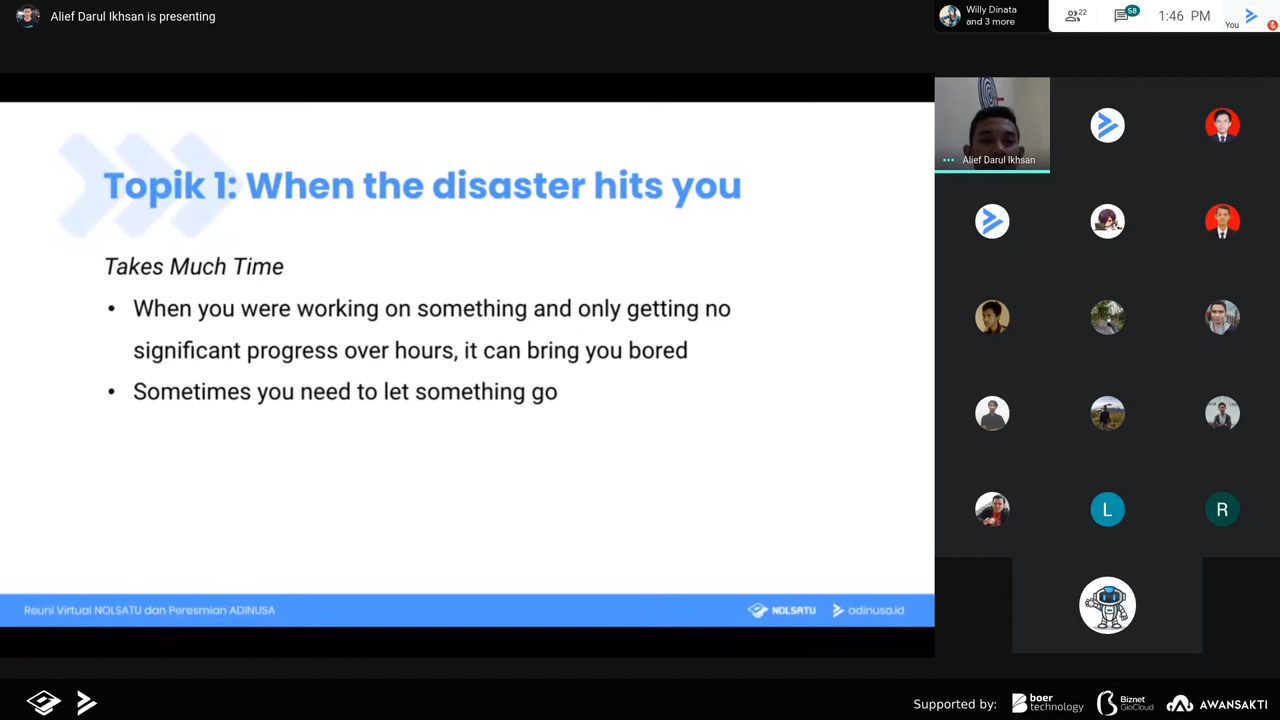 Alief Darul Ikhsan is presenting
Willy Dinata
and 3 more
22
58
1:46 PM
You
Topik 1: When the disaster hits you
Alief Darul Ikhsan
Takes Much Time
• When you were working on something and only getting no
significant progress over hours, it can bring you bored
• Sometimes you need to let something go
L
R
Reuni Virtual NOLSATU dan Peresmian ADINUSA
NOLSATU
adinusa.id
Supported by:
boer
technology
Biznet
GioCloud
AWANSAKTI